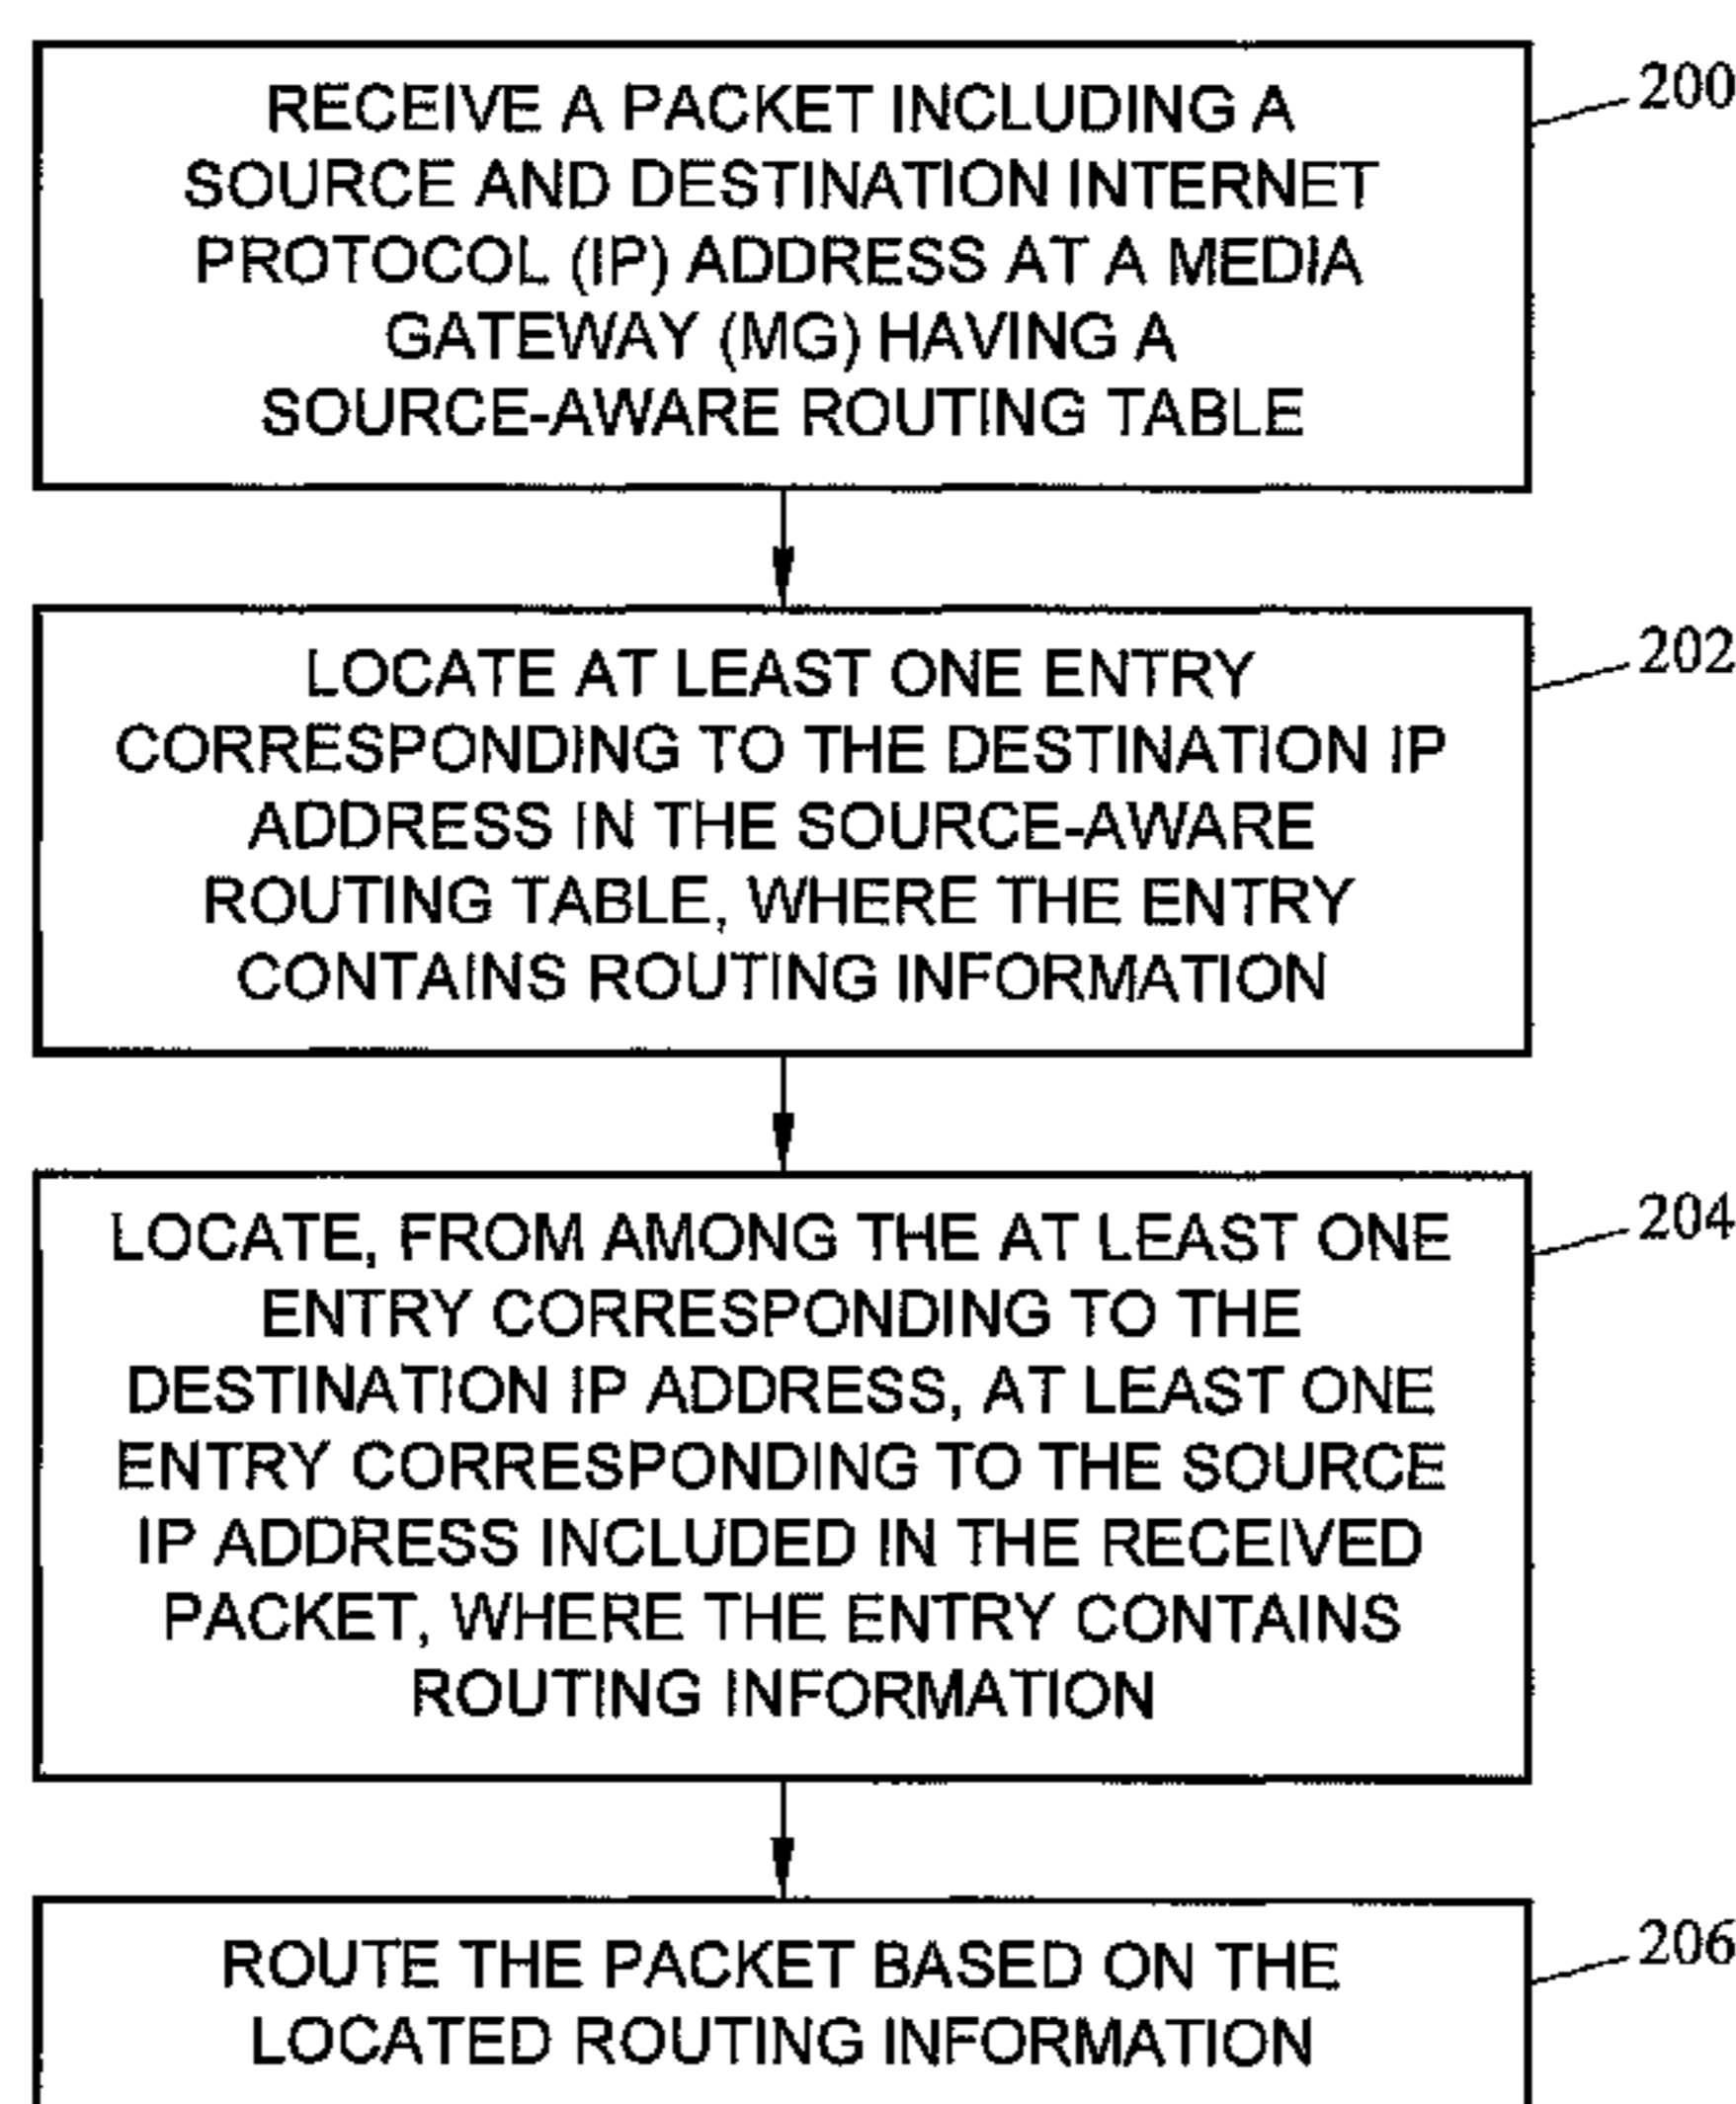 RECEIVE A PACKET INCLUDING A
SOURCE AND DESTINATION INTERNET
PROTOCOL (IP) ADDRESS AT A MEDIA
GATEWAY (MG) HAVING A
SOURCE-AWARE ROUTING TABLE
200
LOCATE AT LEAST ONE ENTRY
CORRESPONDING TO THE DESTINATION IP
ADDRESS IN THE SOURCE-AWARE
ROUTING TABLE, WHERE THE ENTRY
CONTAINS ROUTING INFORMATION
202
LOCATE, FROM AMONG THE AT LEAST ONE
ENTRY CORRESPONDING TO THE
DESTINATION IP ADDRESS, AT LEAST ONE
ENTRY CORRESPONDING TO THE SOURCE
IP ADDRESS INCLUDED IN THE RECEIVED
PACKET, WHERE THE ENTRY CONTAINS
ROUTING INFORMATION
204
ROUTE THE PACKET BASED ON THE
LOCATED ROUTING INFORMATION
206